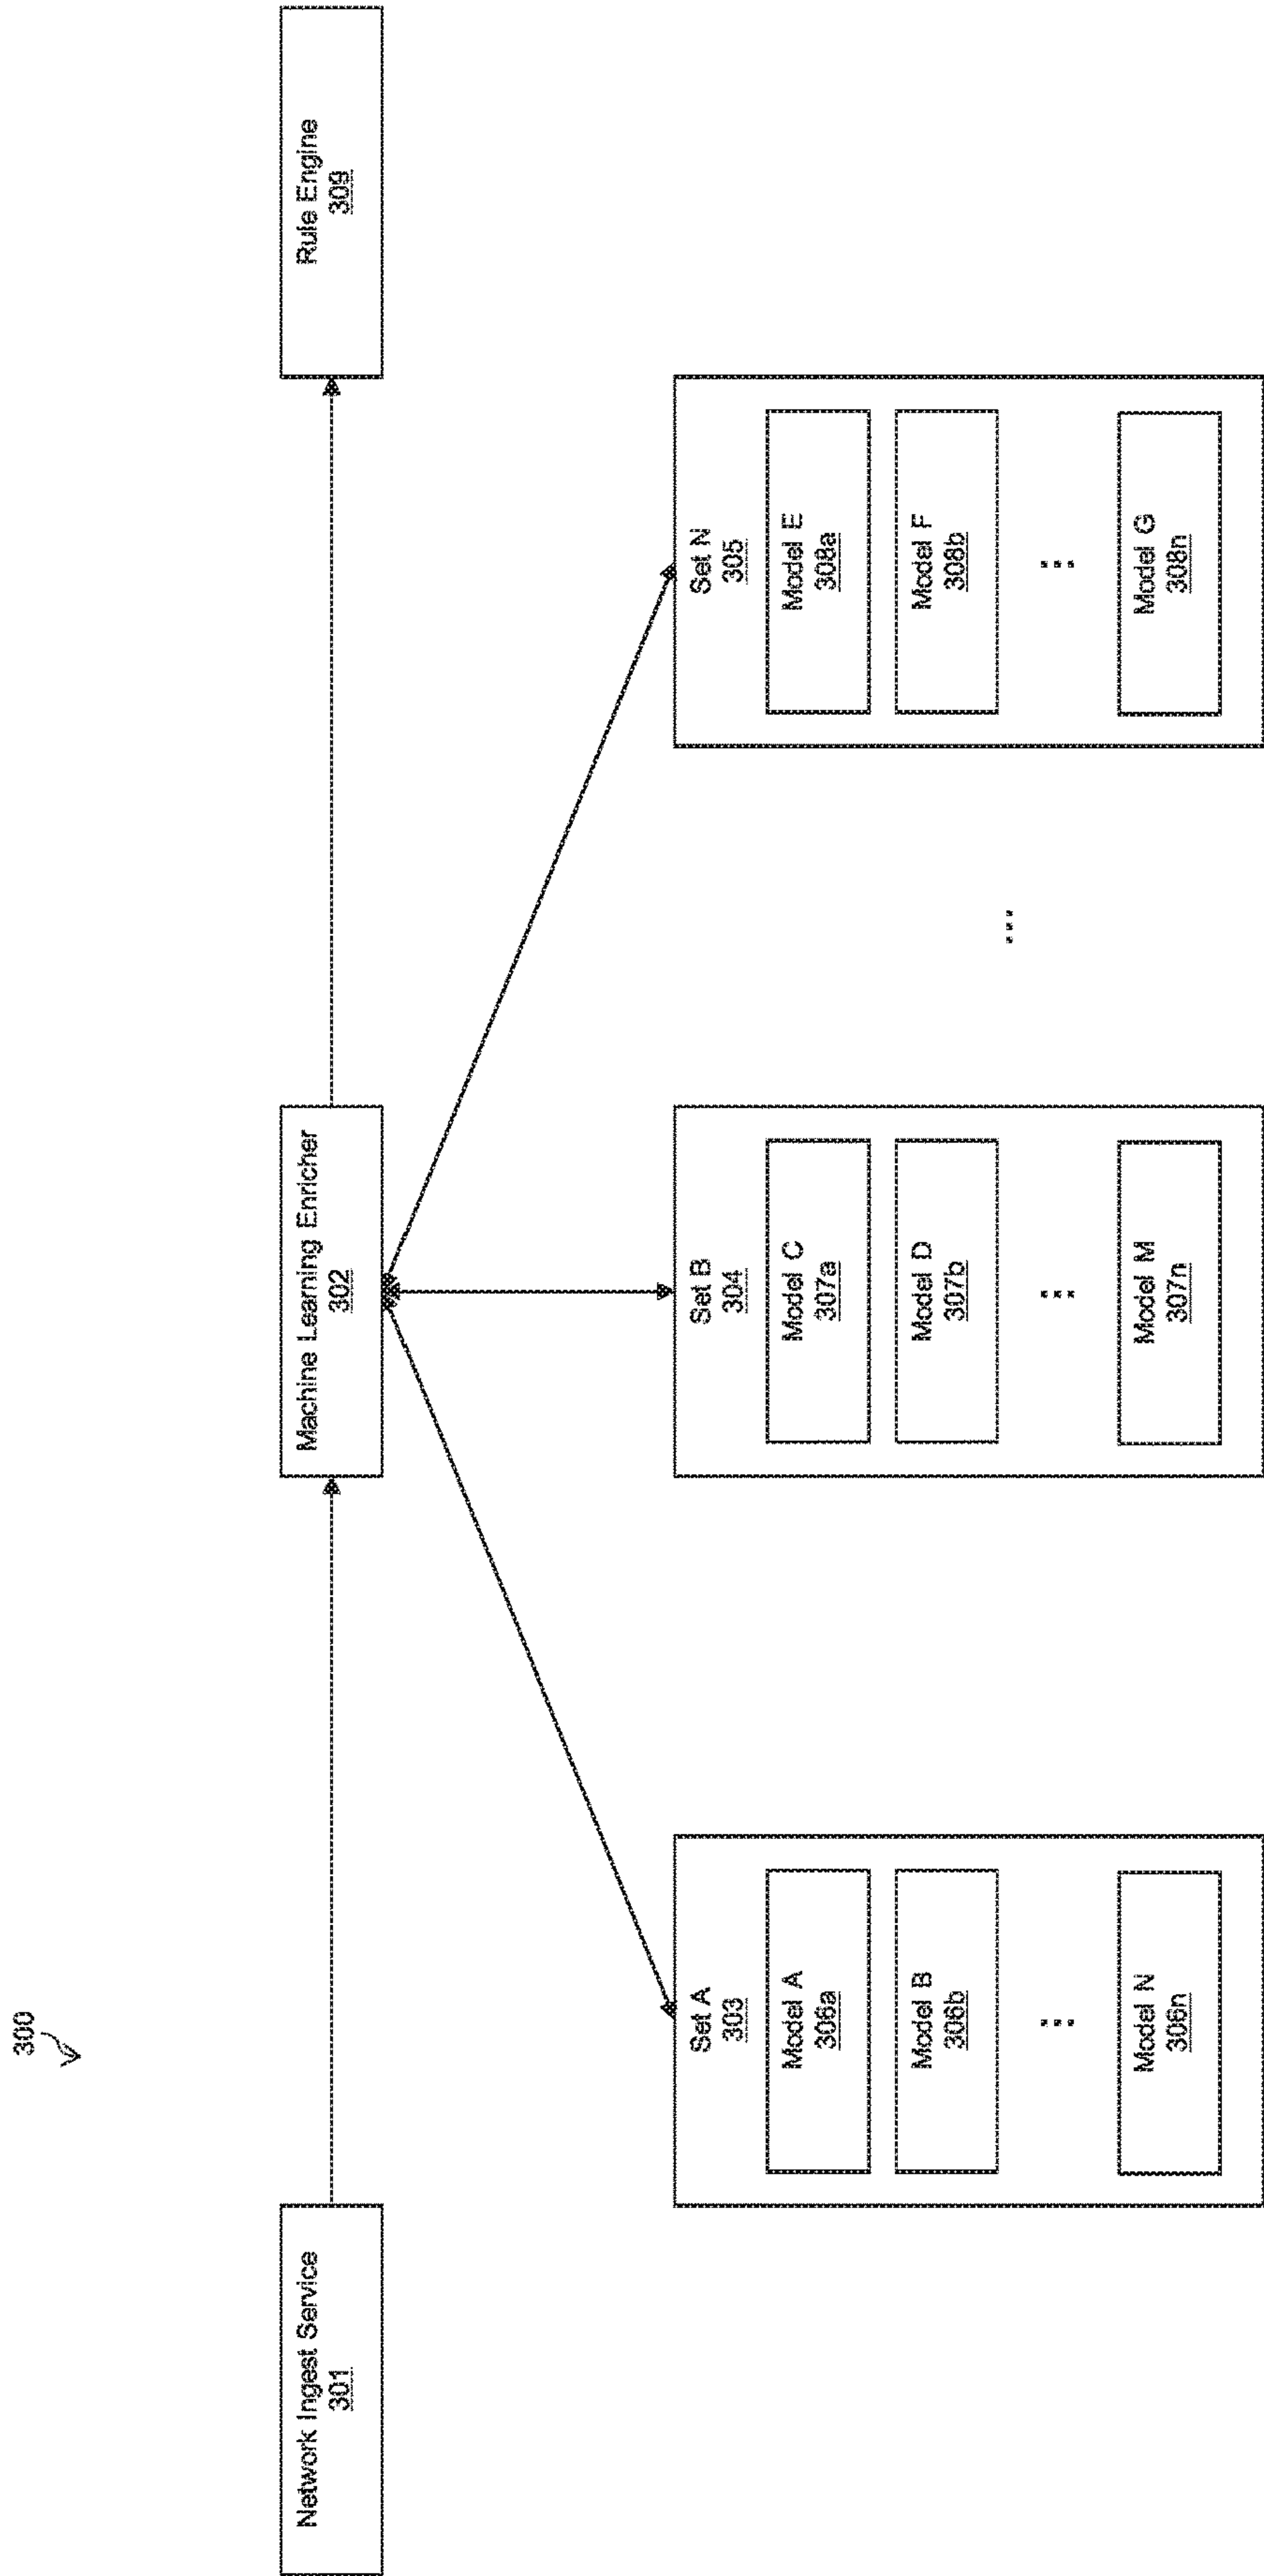 300
Network Ingest Service
301
Machine Learning Enricher
302
Rule Engine
309
Set A
303
Model A
306a
Model B
306b
...
Model N
306n
Set B
304
Model C
307a
Model D
307b
...
Model M
307n
...
Set N
305
Model E
308a
Model F
308b
...
Model G
308n